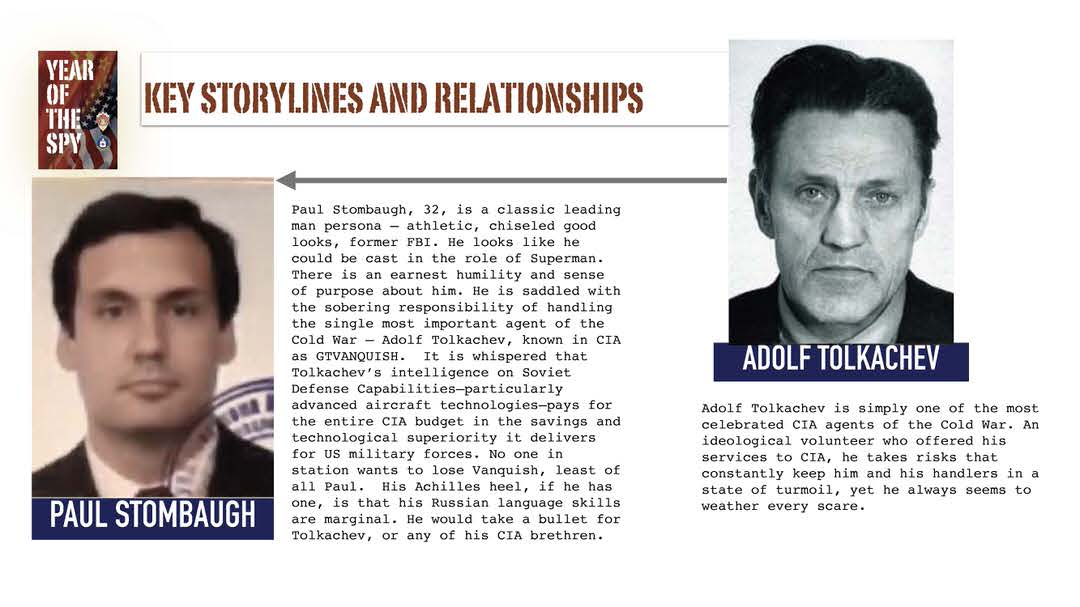 YEAR
OF
THE
SPY
KEY STORYLINES AND RELATIONSHIPS
Paul Stombaugh, 32, is a classic leading
man persona – athletic, chiseled good
looks, former FBI. He looks like he
could be cast in the role of Superman.
There is an earnest humility and sense
of purpose about him. He is saddled with
the sobering responsibility of handling
the single most important agent of the
Cold War – Adolf Tolkachev, known in CIA
as GTVANQUISH.  It is whispered that
Tolkachev’s intelligence on Soviet
Defense Capabilities—particularly
advanced aircraft technologies—pays for
the entire CIA budget in the savings and
technological superiority it delivers
for US military forces. No one in
station wants to lose Vanquish, least of
all Paul.  His Achilles heel, if he has
one, is that his Russian language skills
are marginal. He would take a bullet for
Tolkachev, or any of his CIA brethren.
PAUL STOMBAUGH
ADOLF TOLKACHEV
Adolf Tolkachev is simply one of the most
celebrated CIA agents of the Cold War. An
ideological volunteer who offered his
services to CIA, he takes risks that
constantly keep him and his handlers in a
state of turmoil, yet he always seems to
weather every scare.